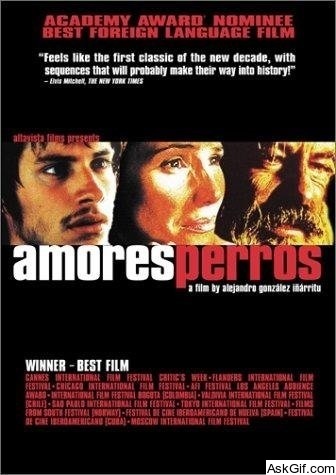 ACADEMY AWARD® NOMINEE
BEST FOREIGN LANGUAGE FILM
"Feels like the first classic of the new decade, with
sequences that will probably make their way into history!"
– Elvis Mitchell, THE NEW YORK TIMES
altavista films presents
amoresperros
a film by alejandro gonzález iñárritu
WINNER - BEST FILM
CANNES INTERNATIONAL FILM FESTIVAL CRITIC'S WEEK • FLANDERS INTERNATIONAL FILM
FESTIVAL • CHICAGO INTERNATIONAL FILM FESTIVAL • AFI FESTIVAL LOS ANGELES AUDIENCE
AWARD • INTERNATIONAL FILM FESTIVAL BOGOTA [COLOMBIA] • VALDIVIA INTERNATIONAL FILM FESTIVAL
[CHILE] • SAO PAULO INTERNATIONAL FILM FESTIVAL • TOKYO INTERNATIONAL FILM FESTIVAL • FILMS
FROM SOUTH FESTIVAL [NORWAY] • FESTIVAL DE CINE IBEROAMERICANO DE HUELVA [SPAIN] • FESTIVAL
DE CINE IBEROAMERICANO [CUBA] • MOSCOW INTERNATIONAL FILM FESTIVAL
AskGif.com